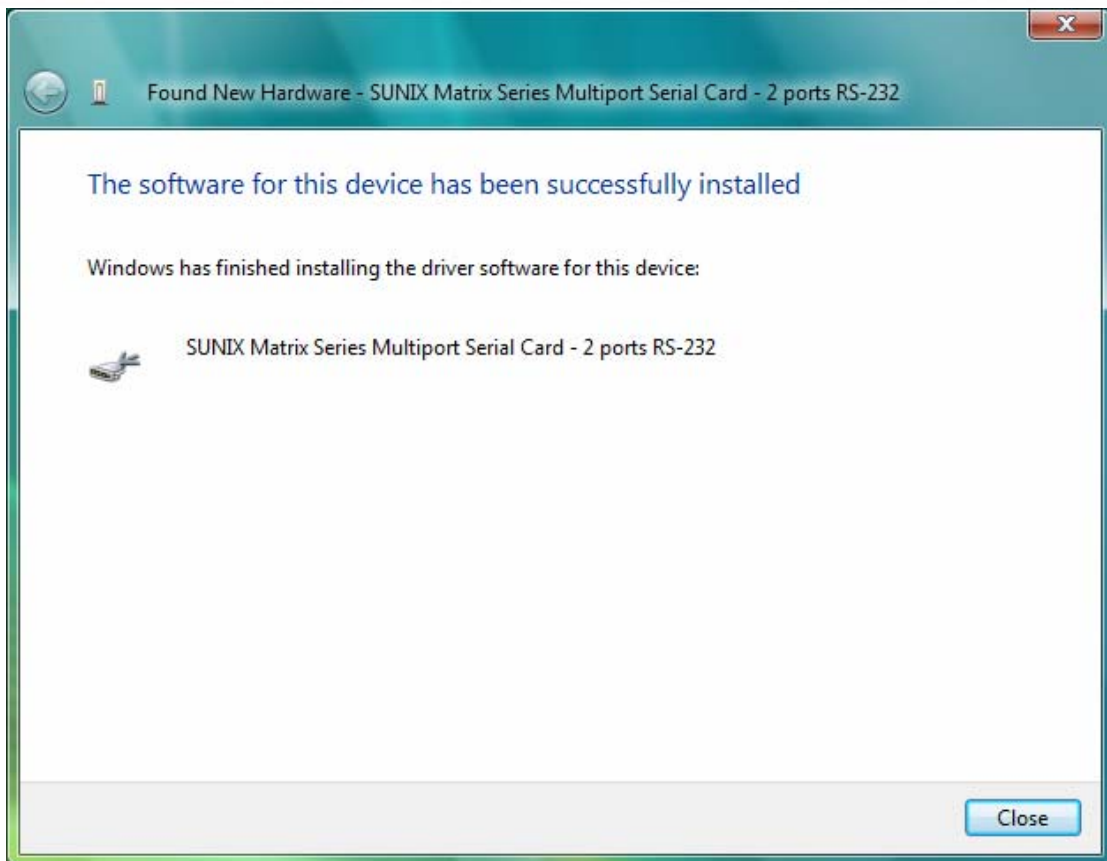 Found New Hardware - SUNIX Matrix Series Multiport Serial Card - 2 ports RS-232
The software for this device has been successfully installed
Windows has finished installing the driver software for this device:
SUNIX Matrix Series Multiport Serial Card - 2 ports RS-232
Close